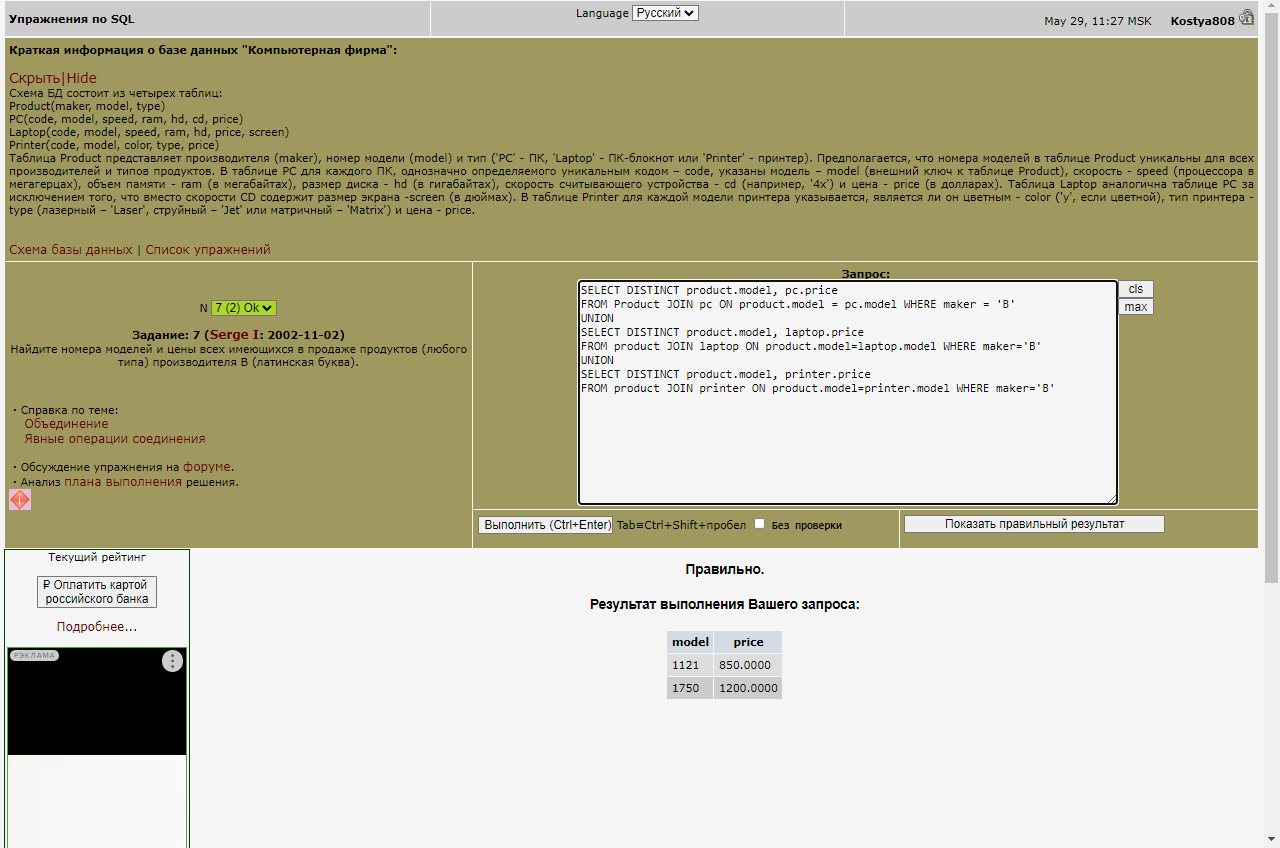 Упражнения по SQL
Language Русский
May 29, 11:27 MSK Kostya808
Краткая информация о базе данных "Компьютерная фирма":
Скрыть|Hide
Схема БД состоит из четырех таблиц:
Product(maker, model, type)
PC(code, model, speed, ram, hd, cd, price)
Laptop(code, model, speed, ram, hd, price, screen)
Printer(code, model, color, type, price)
Таблица Product представляет производителя (maker), номер модели (model) и тип ('PC' - ПК, 'Laptop' - ПК-блокнот или 'Printer' - принтер). Предполагается, что номера моделей в таблице Product уникальны для всех
производителей и типов продуктов. В таблице PC для каждого ПК, однозначно определяемого уникальным кодом – code, указаны модель – model (внешний ключ к таблице Product), скорость - speed (процессора в
мегагерцах), объем памяти - ram (в мегабайтах), размер диска - hd (в гигабайтах), скорость считывающего устройства - cd (например, '4x') и цена - price (в долларах). Таблица Laptop аналогична таблице РС за
исключением того, что вместо скорости CD содержит размер экрана -screen (в дюймах). В таблице Printer для каждой модели принтера указывается, является ли он цветным - color ('y', если цветной), тип принтера -
type (лазерный – 'Laser', струйный – 'Jet' или матричный – 'Matrix') и цена - price.
Схема базы данных | Список упражнений
N 7 (2) Ok
Задание: 7 (Serge I: 2002-11-02)
Найдите номера моделей и цены всех имеющихся в продаже продуктов (любого
типа) производителя B (латинская буква).
· Справка по теме:
Объединение
Явные операции соединения
· Обсуждение упражнения на форуме.
· Анализ плана выполнения решения.
Запрос:
SELECT DISTINCT product.model, pc.price
FROM Product JOIN pc ON product.model = pc.model WHERE maker = 'B'
UNION
SELECT DISTINCT product.model, laptop.price
FROM product JOIN laptop ON product.model=laptop.model WHERE maker='B'
UNION
SELECT DISTINCT product.model, printer.price
FROM product JOIN printer ON product.model=printer.model WHERE maker='B'
cls
max
Выполнить (Ctrl+Enter) Tab≡Ctrl+Shift+пробел Без проверки
Показать правильный результат
Текущий рейтинг
₽ Оплатить картой
российского банка
Подробнее...
РЭКЛАМА
Правильно.
Результат выполнения Вашего запроса:
model price
1121 850.0000
1750 1200.0000